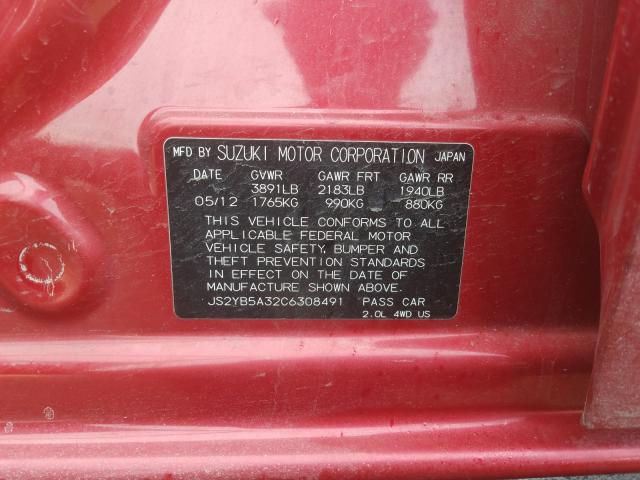 MFD BY SUZUKI MOTOR CORPORATION JAPAN
DATE GVWR GAWR FRT GAWR RR
3891LB 2183LB 1940LB
05/12 1765KG 990KG 880KG
THIS VEHICLE CONFORMS TO ALL
APPLICABLE FEDERAL MOTOR
VEHICLE SAFETY, BUMPER AND
THEFT PREVENTION STANDARDS
IN EFFECT ON THE DATE OF
MANUFACTURE SHOWN ABOVE.
JS2YB5A32C6308491 PASS CAR
2.0L 4WD US